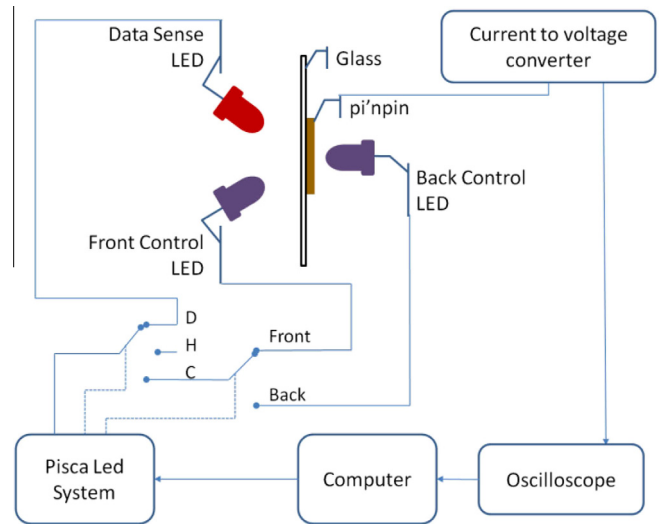 Data Sense
LED
Glass
Current to voltage
converter
pi'npin
Back Control
LED
Front Control
LED
D
H
C
Front
Back
Pisca Led
System
Computer
Oscilloscope